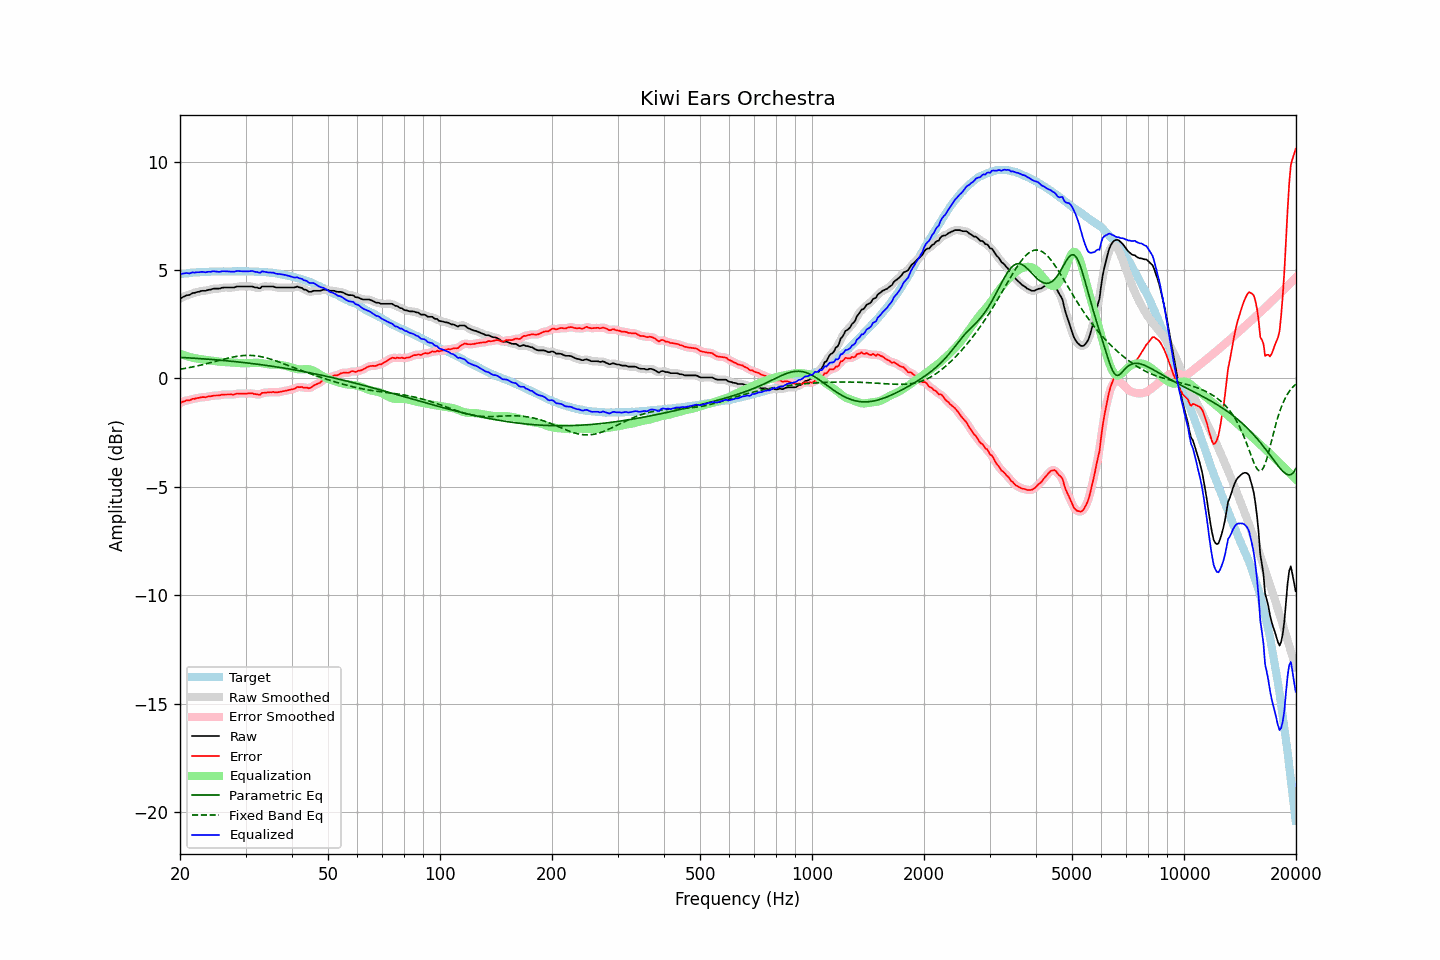 Kiwi Ears Orchestra
Amplitude (dBr)
10
5
0
−5
−10
−15
−20
Target
Raw Smoothed
Error Smoothed
Raw
Error
Equalization
Parametric Eq
Fixed Band Eq
Equalized
20 50 100 200 500 1000 2000 5000 10000 20000
Frequency (Hz)